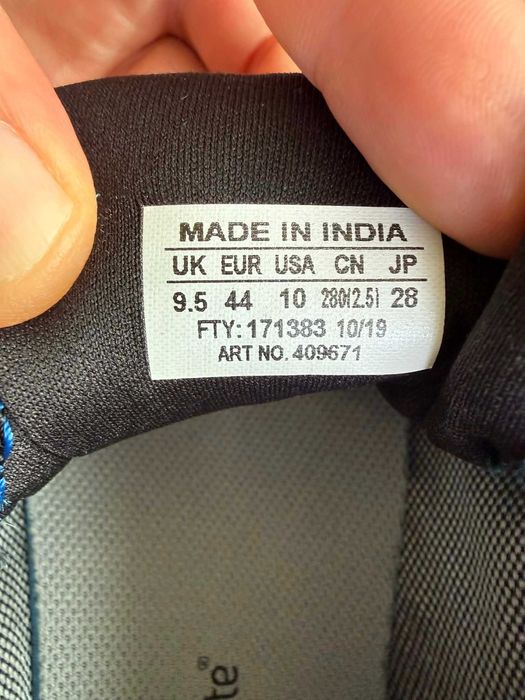 MADE IN INDIA
UK EUR USA CN JP
9.5 44 10 280(2.5) 28
FTY: 171383 10/19
ART NO. 409671
te®